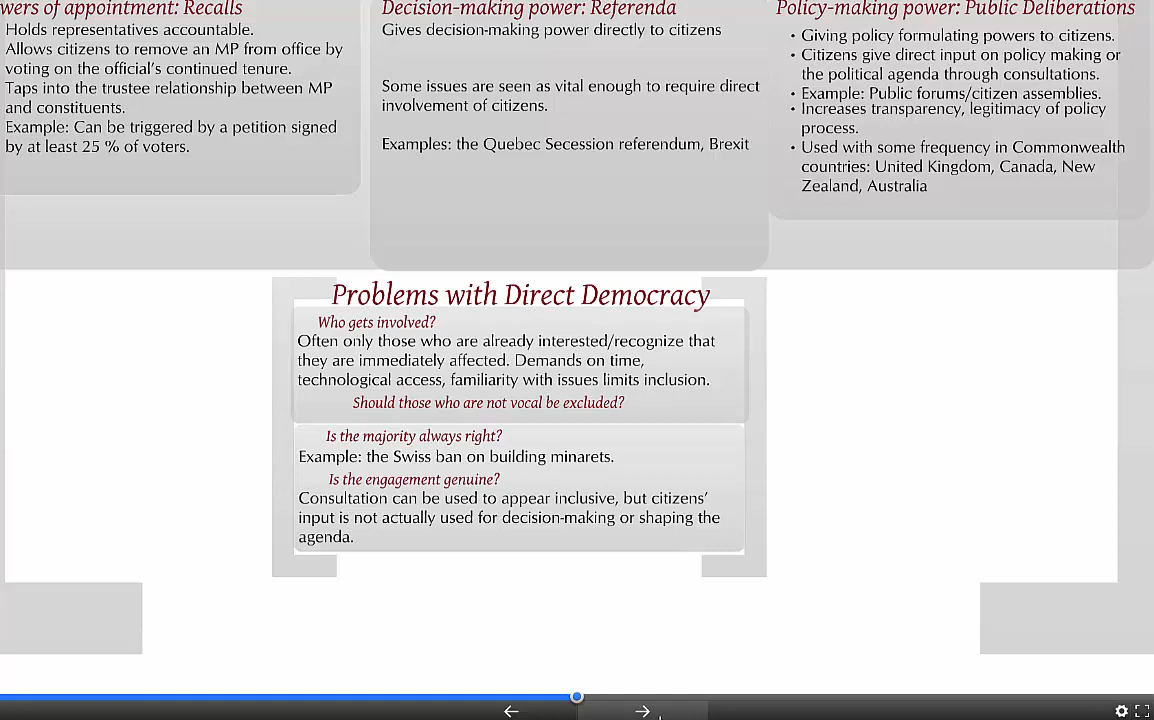 wers of appointment: Recalls
Holds representatives accountable.
Allows citizens to remove an MP from office by
voting on the official's continued tenure.
Taps into the trustee relationship between MP
and constituents.
Example: Can be triggered by a petition signed
by at least 25 % of voters.
Decision-making power: Referenda
Gives decision-making power directly to citizens
Some issues are seen as vital enough to require direct
involvement of citizens.
Examples: the Quebec Secession referendum, Brexit
Policy-making power: Public Deliberations
• Giving policy formulating powers to citizens.
• Citizens give direct input on policy making or
the political agenda through consultations.
• Example: Public forums/citizen assemblies.
• Increases transparency, legitimacy of policy
process.
• Used with some frequency in Commonwealth
countries: United Kingdom, Canada, New
Zealand, Australia
Problems with Direct Democracy
Who gets involved?
Often only those who are already interested/recognize that
they are immediately affected. Demands on time,
technological access, familiarity with issues limits inclusion.
Should those who are not vocal be excluded?
Is the majority always right?
Example: the Swiss ban on building minarets.
Is the engagement genuine?
Consultation can be used to appear inclusive, but citizens'
input is not actually used for decision-making or shaping the
agenda.